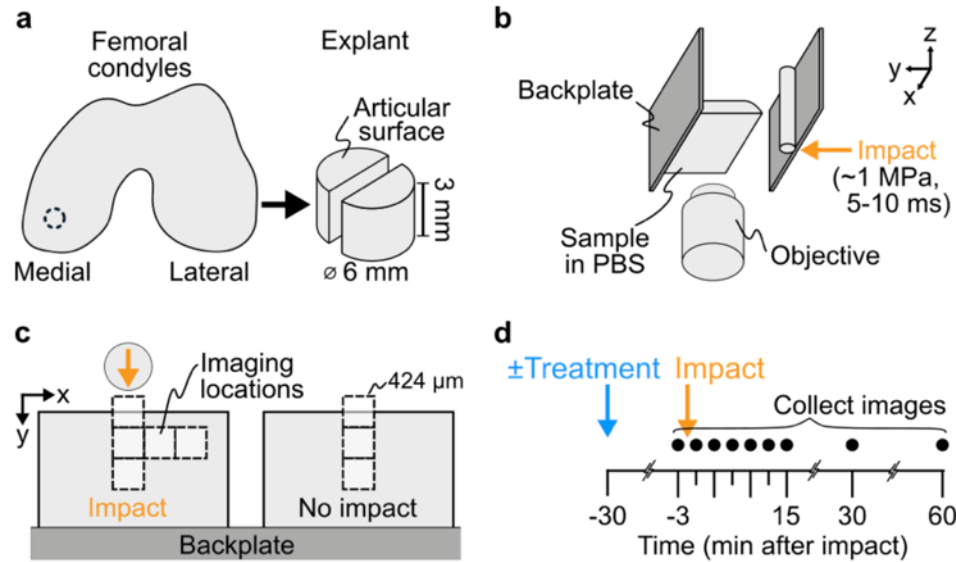 a
Femoral
condyles
Explant
Articular
surface
3
mm
Medial
Lateral
⌀ 6 mm
b
Backplate
z
y
x
Impact
(~1 MPa,
5-10 ms)
Sample
in PBS
Objective
c
x
y
Imaging
locations
424 µm
Impact
No impact
Backplate
d
±Treatment
Impact
Collect images
-30
-3
15
30
60
Time (min after impact)